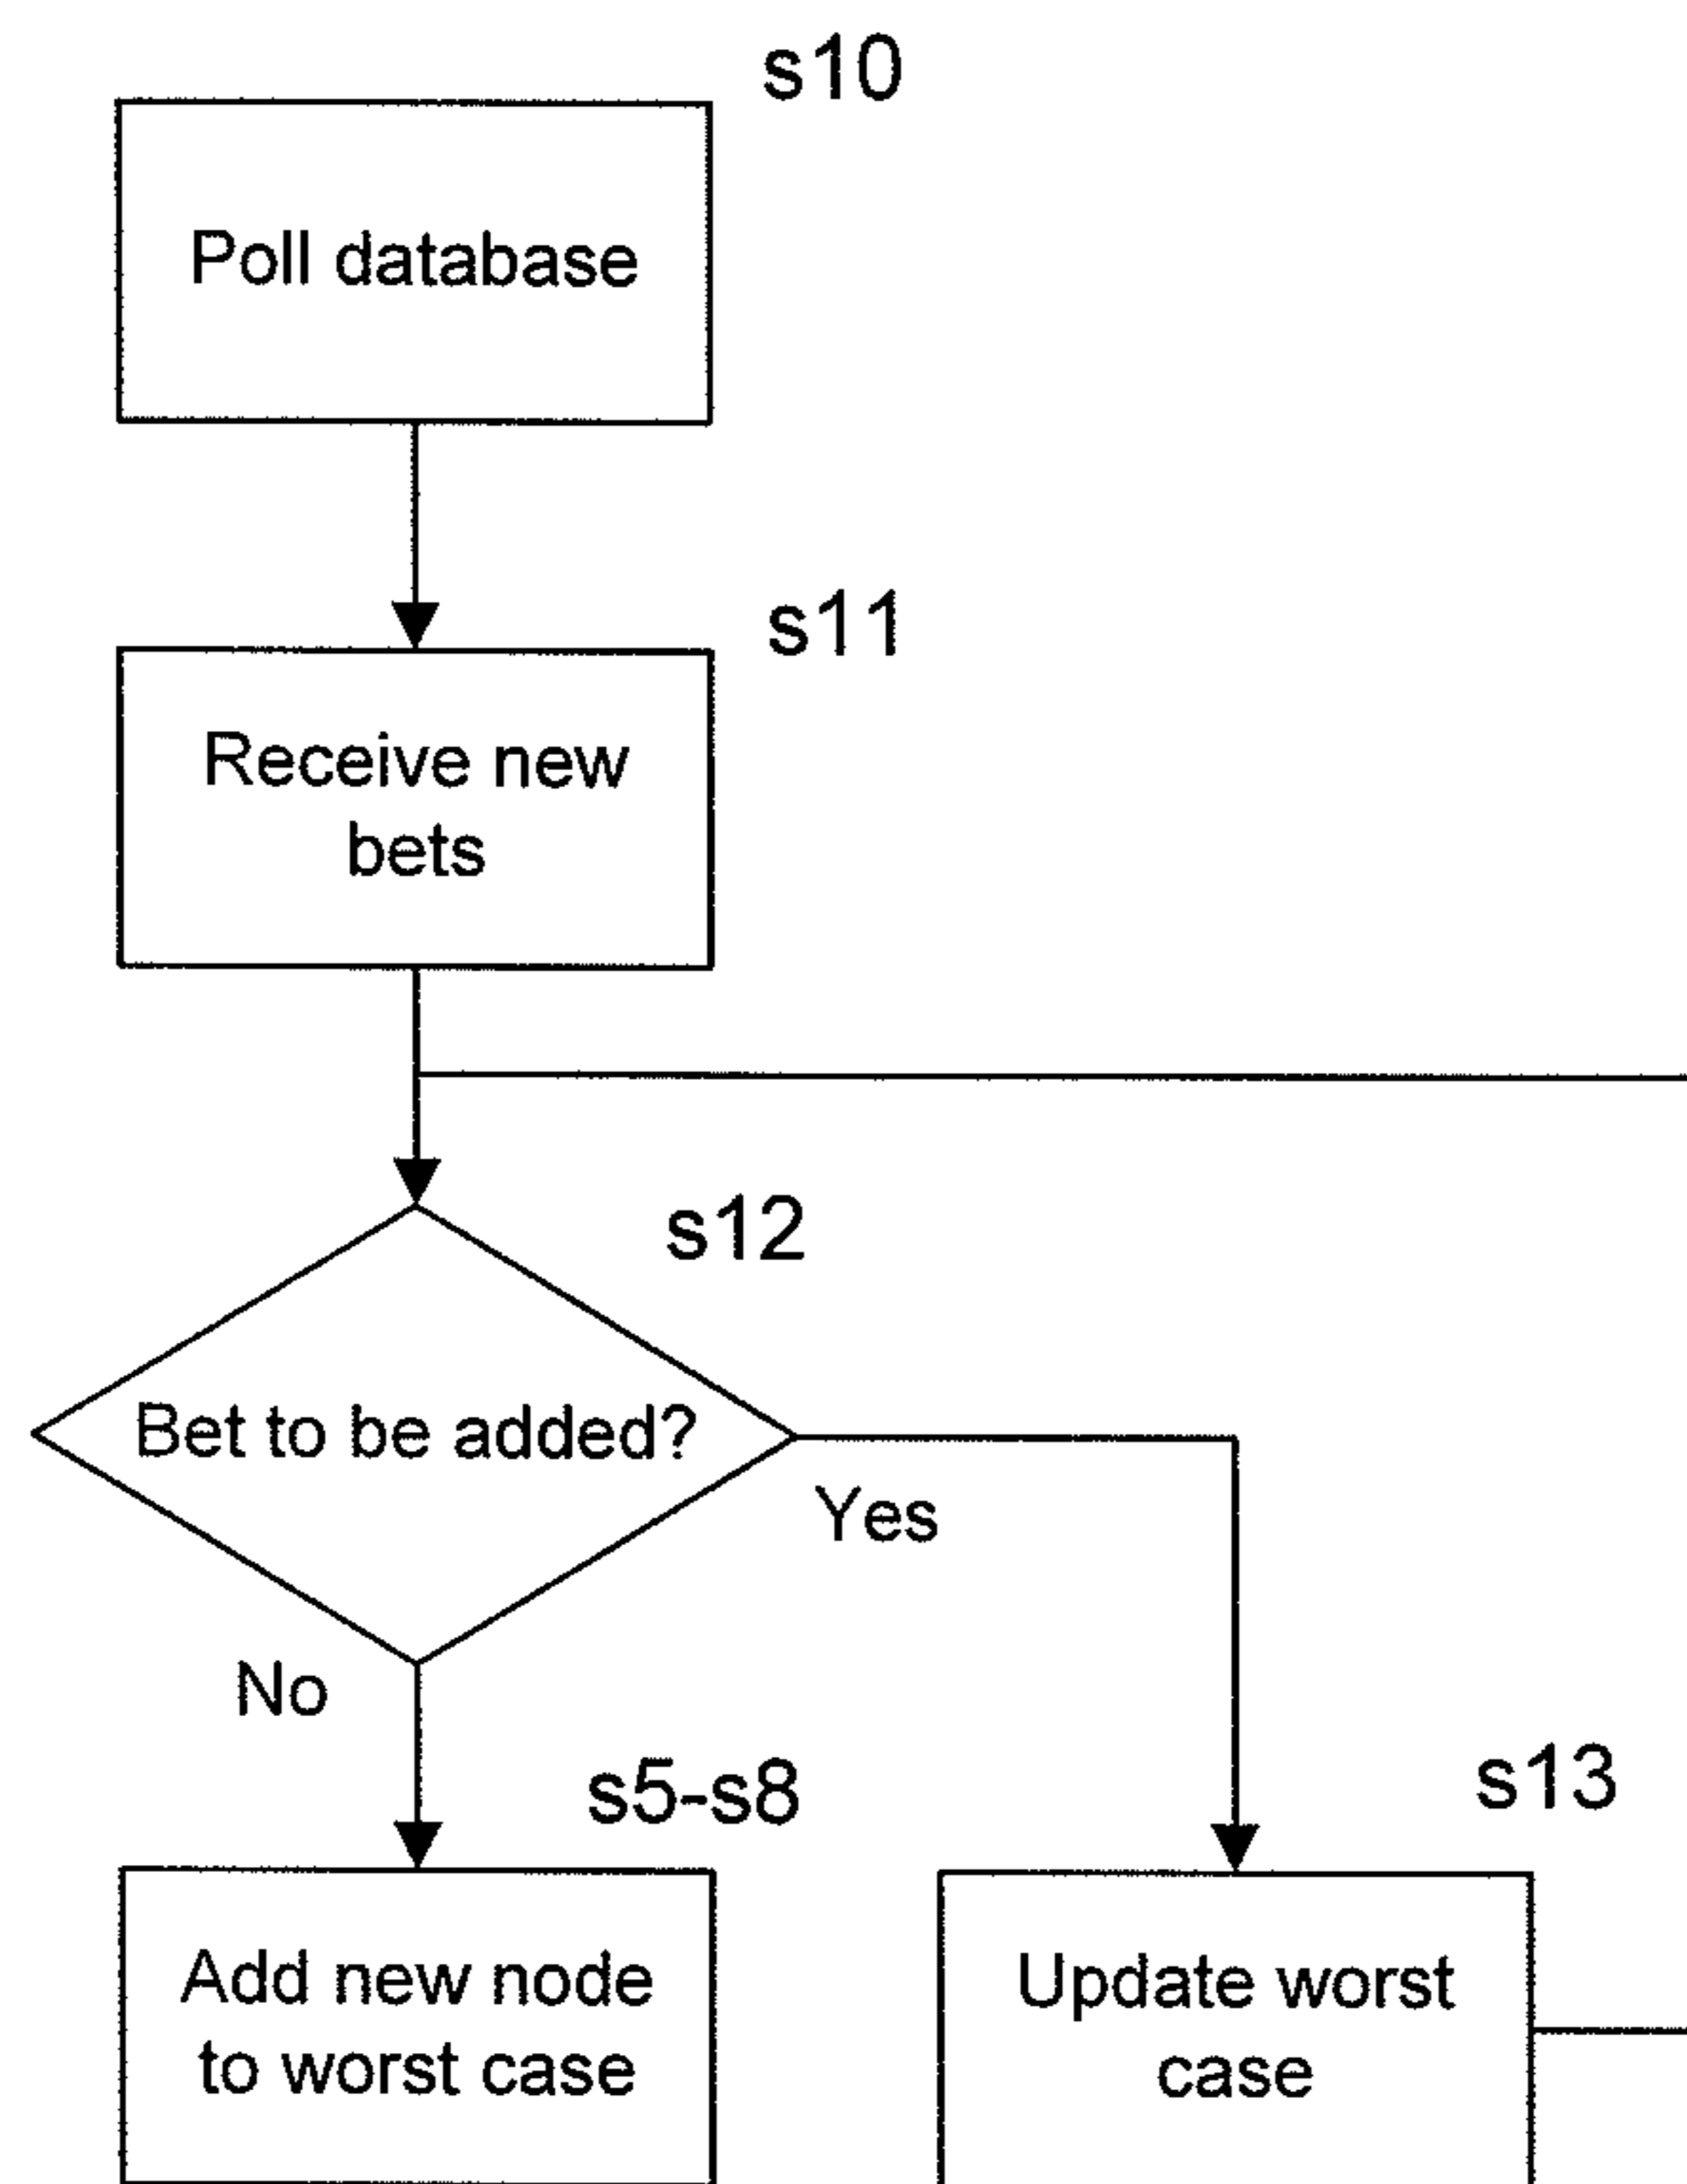 s10
Poll database
s11
Receive new
bets
s12
Bet to be added?
Yes
No
s5-s8
s13
Add new node
to worst case
Update worst
case